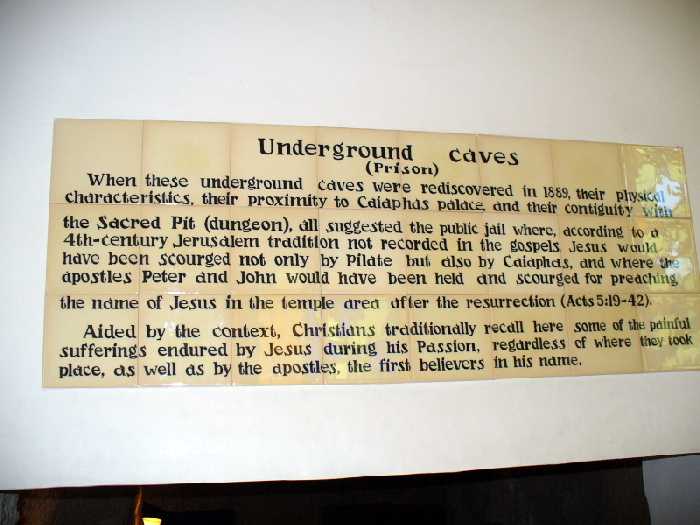 Underground caves
(Prison)
When these underground caves were rediscovered in 1889, their physical
characteristics, their proximity to Caiaphas palace, and their contiguity with
the Sacred Pit (dungeon), all suggested the public jail where, according to a
4th-century Jerusalem tradition not recorded in the gospels, Jesus would
have been scourged not only by Pilate but also by Caiaphas, and where the
apostles Peter and John would have been held and scourged for preaching
the name of Jesus in the temple area after the resurrection (Acts 5:19-42).
Aided by the context, Christians traditionally recall here some of the painful
sufferings endured by Jesus during his Passion, regardless of where they took
place, as well as by the apostles, the first believers in his name.